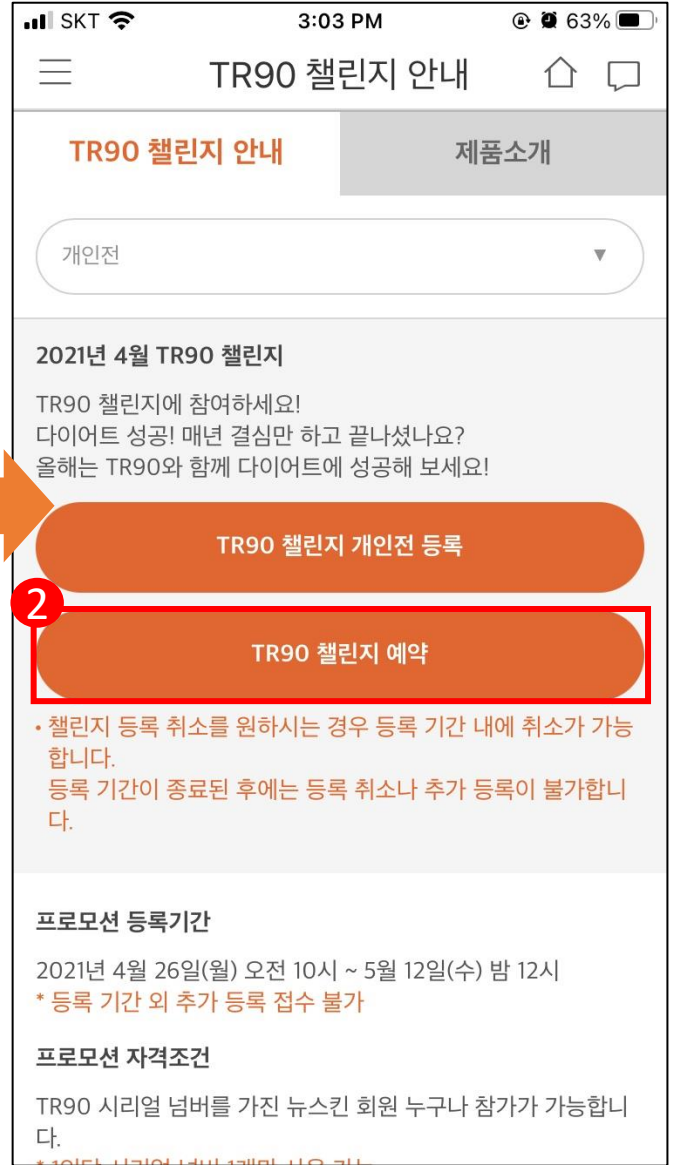 SKT 3:03 PM 63%
TR90 챌린지 안내
TR90 챌린지 안내 제품소개
개인전
2021년 4월 TR90 챌린지
TR90 챌린지에 참여하세요!
다이어트 성공! 매년 결심만 하고 끝나셨나요?
올해는 TR90와 함께 다이어트에 성공해 보세요!
TR90 챌린지 개인전 등록
2
TR90 챌린지 예약
• 챌린지 등록 취소를 원하시는 경우 등록 기간 내에 취소가 가능
합니다.
등록 기간이 종료된 후에는 등록 취소나 추가 등록이 불가합니
다.
프로모션 등록기간
2021년 4월 26일(월) 오전 10시 ~ 5월 12일(수) 밤 12시
* 등록 기간 외 추가 등록 접수 불가
프로모션 자격조건
TR90 시리얼 넘버를 가진 뉴스킨 회원 누구나 참가가 가능합니
다.